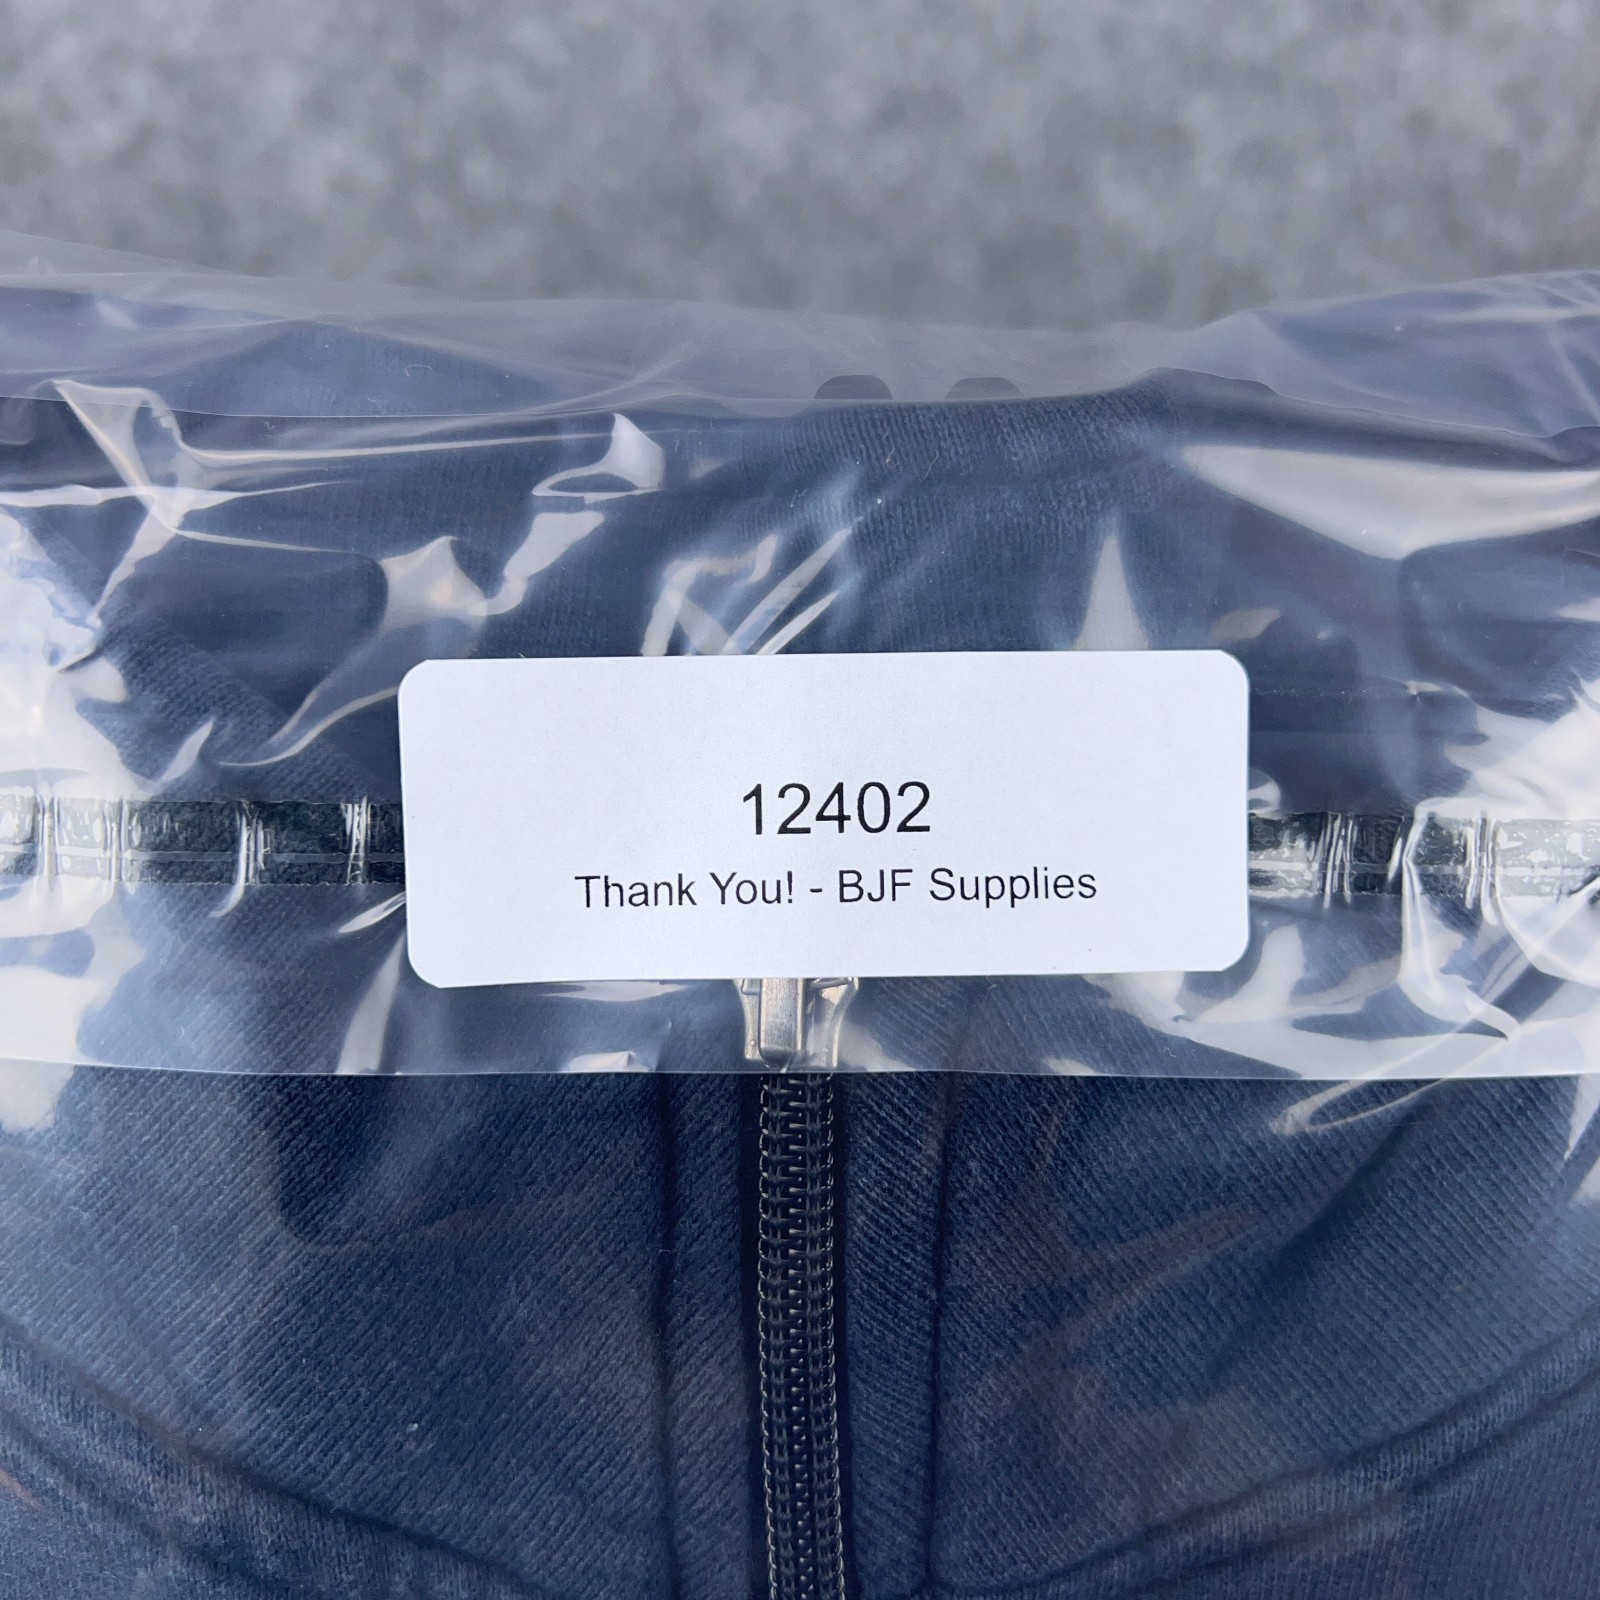 12402
Thank You! - BJF Supplies